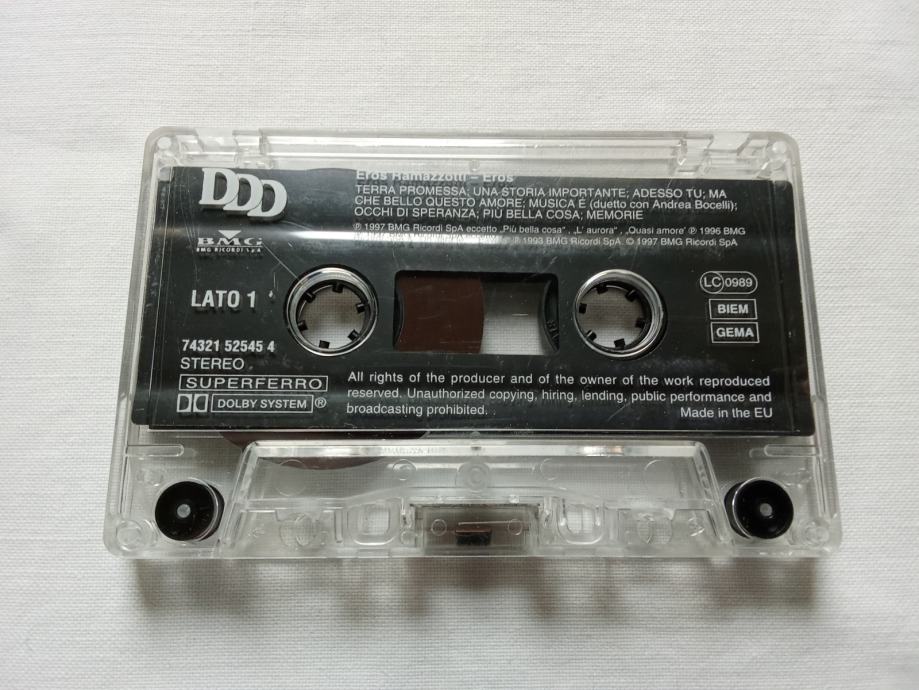 DDD
Eros Ramazzotti – Eros
TERRA PROMESSA; UNA STORIA IMPORTANTE; ADESSO TU; MA
CHE BELLO QUESTO AMORE; MUSICA È (duetto con Andrea Bocelli);
OCCHI DI SPERANZA; PIÙ BELLA COSA; MEMORIE
℗ 1997 BMG Ricordi SpA eccetto „Più bella cosa“ , „L’ aurora“ , „Quasi amore’ ℗ 1996 BMG
℗ 1993 BMG Ricordi SpA. © 1997 BMG Ricordi SpA
BMG
BMG RICORDI S.p.A
LATO 1
LC 0989
BIEM
GEMA
74321 52545 4
STEREO
SUPERFERRO
DOLBY SYSTEM ®
All rights of the producer and of the owner of the work reproduced
reserved. Unauthorized copying, hiring, lending, public performance and
broadcasting prohibited.
Made in the EU